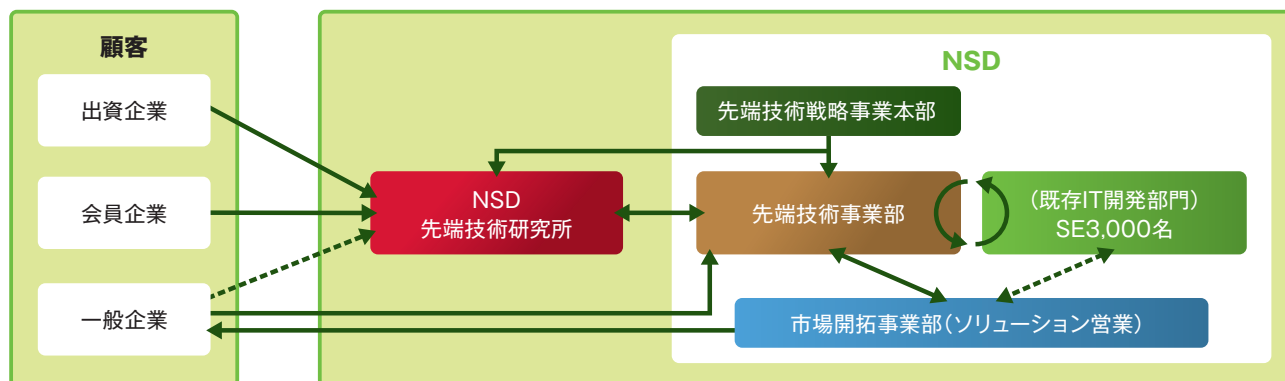 顧客
出資企業
会員企業
一般企業
NSD
先端技術戦略事業本部
NSD
先端技術研究所
先端技術事業部
（既存IT開発部門）
SE3,000名
市場開拓事業部（ソリューション営業）